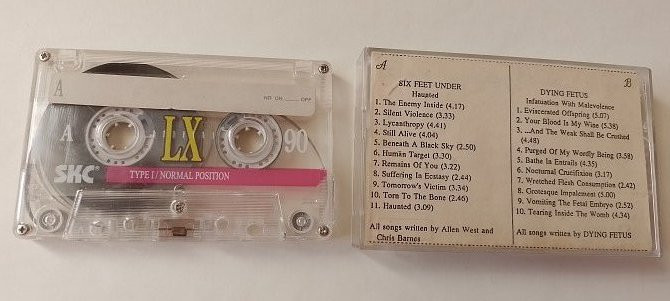 A
NR ON ___ OFF
A
LX
90
SKC
TYPE I / NORMAL POSITION
A
SIX FEET UNDER
Haunted
1. The Enemy Inside (4.17)
2. Silent Violence (3.33)
3. Lycanthropy (4.41)
4. Still Alive (4.04)
5. Beneath A Black Sky (2.50)
6. Human Target (3.30)
7. Remains Of You (3.22)
8. Suffering In Ecstasy (2.44)
9. Tomorrow's Victim (3.34)
10. Torn To The Bone (2.46)
11. Haunted (3.09)
All songs written by Allen West and
Chris Barnes
B
DYING FETUS
Infatuation With Malevolence
1. Eviscerated Offspring (5.07)
2. Your Blood Is My Wise (5.38)
3. ...And The Weak Shall Be Crushed
(4.48)
4. Purged Of My Wordly Being (3.58)
5. Bathe In Entrails (4.35)
6. Nocturnal Crucifixion (5.17)
7. Wretched Flesh Consumption (2.42)
8. Grotesque Impalement (5.00)
9. Vomiting The Fetal Embryo (2.52)
10. Tearing Inside The Womb (4.34)
All songs written by DYING FETUS